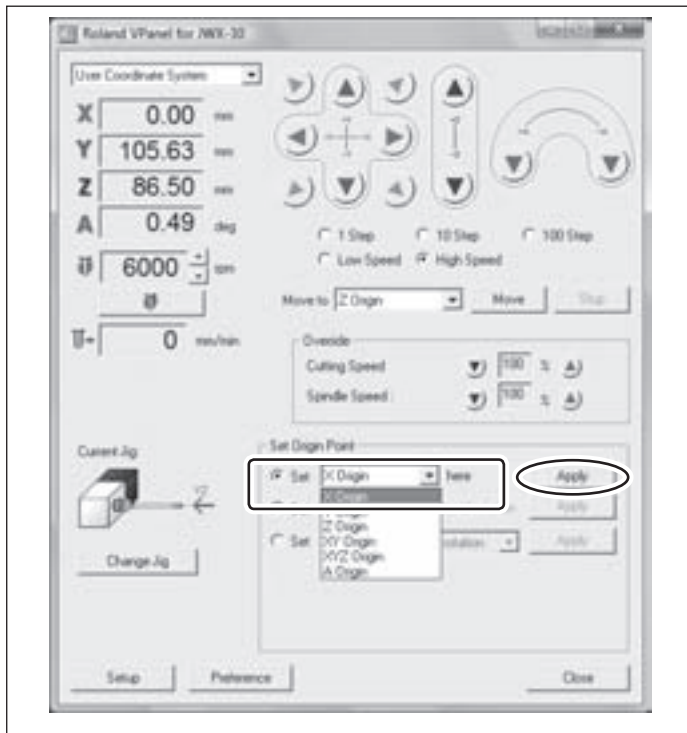 Roland VPanel for JWX-30
User Coordinate System
X 0.00 mm
Y 105.63 mm
Z 86.50 mm
A 0.49 deg
6000 rpm
0 mm/min
1 Step 10 Step 100 Step
Low Speed High Speed
Move to Z Origin Move Stop
Override
Cutting Speed 100 %
Spindle Speed : 100 %
Set Origin Point
Set X Origin here Apply
X Origin
Apply
Z Origin
Set XY Origin Apply
XYZ Origin
A Origin
Current Jig
Z
Change Jig
Setup Preference Close